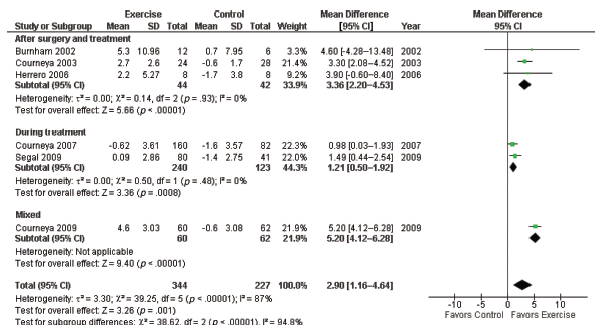 Exercise Control Mean Difference Mean Difference
Study or Subgroup Mean SD Total Mean SD Total Weight [95% CI] Year 95% CI
After surgery and treatment
Burnham 2002 5.3 10.96 12 0.7 7.95 6 3.3% 4.60 [-4.28–13.48] 2002
Courneya 2003 2.7 2.6 24 -0.6 1.7 28 22.8% 3.30 [2.08–4.52] 2003
Herrero 2006 2.2 5.27 8 -1.7 3.8 8 9.2% 3.90 [-0.60–8.40] 2006
Subtotal (95% CI) 44 42 33.9% 3.36 [2.20–4.53]
Heterogeneity: τ² = 0.00; χ² = 0.14, df = 2 (p = .93); I² = 0%
Test for overall effect: Z = 5.66 (p < .00001)
During treatment
Courneya 2007 -0.62 3.61 160 -1.6 3.57 82 22.3% 0.98 [0.03–1.93] 2007
Segal 2009 0.09 2.86 80 -1.4 2.75 41 22.0% 1.49 [0.44–2.54] 2009
Subtotal (95% CI) 240 123 44.3% 1.21 [0.50–1.92]
Heterogeneity: τ² = 0.00; χ² = 0.50, df = 1 (p = .48); I² = 0%
Test for overall effect: Z = 3.36 (p = .0008)
Mixed
Courneya 2009 4.6 3.03 60 -0.6 3.08 62 21.9% 5.20 [4.12–6.28] 2009
Subtotal (95% CI) 60 62 21.9% 5.20 [4.12–6.28]
Heterogeneity: Not applicable
Test for overall effect: Z = 9.40 (p < .00001)
Total (95% CI) 344 227 100.0% 2.90 [1.16–4.64]
Heterogeneity: τ² = 3.30; χ² = 39.25, df = 5 (p < .00001); I² = 87%
Test for overall effect: Z = 3.26 (p = .001)
Test for subgroup differences: χ² = 38.62, df = 2 (p < .00001), I² = 94.8%
-10 -5 0 5 10
Favors Control Favors Exercise